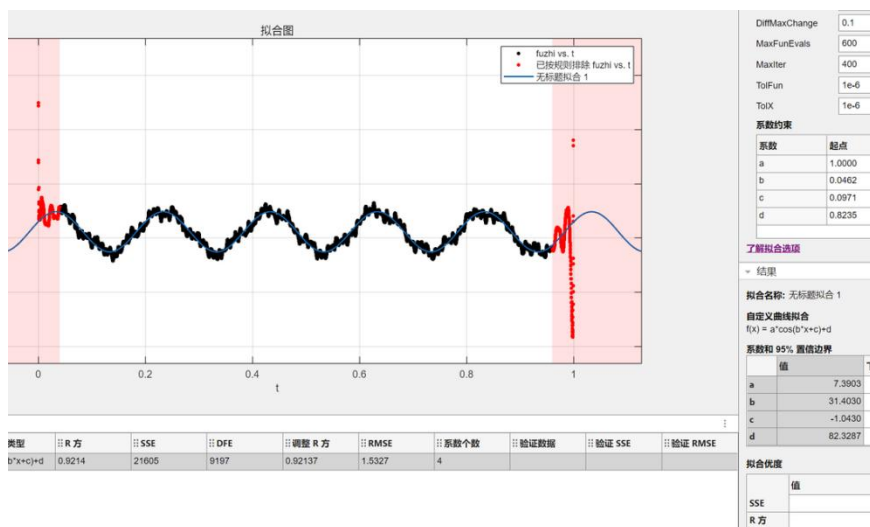 拟合图
fuzhi vs. t
已按规则排除 fuzhi vs. t
无标题拟合 1
0 0.2 0.4 0.6 0.8 1
t
类型 R 方 SSE DFE 调整 R 方 RMSE 系数个数 验证数据 验证 SSE 验证 RMSE
b*x+c)+d 0.9214 21605 9197 0.92137 1.5327 4
DiffMaxChange 0.1
MaxFunEvals 600
MaxIter 400
TolFun 1e-6
TolX 1e-6
系数约束
系数 起点
a 1.0000
b 0.0462
c 0.0971
d 0.8235
了解拟合选项
结果
拟合名称: 无标题拟合 1
自定义曲线拟合
f(x) = a*cos(b*x+c)+d
系数和 95% 置信边界
值
a 7.3903
b 31.4030
c -1.0430
d 82.3287
拟合优度
值
SSE
R 方